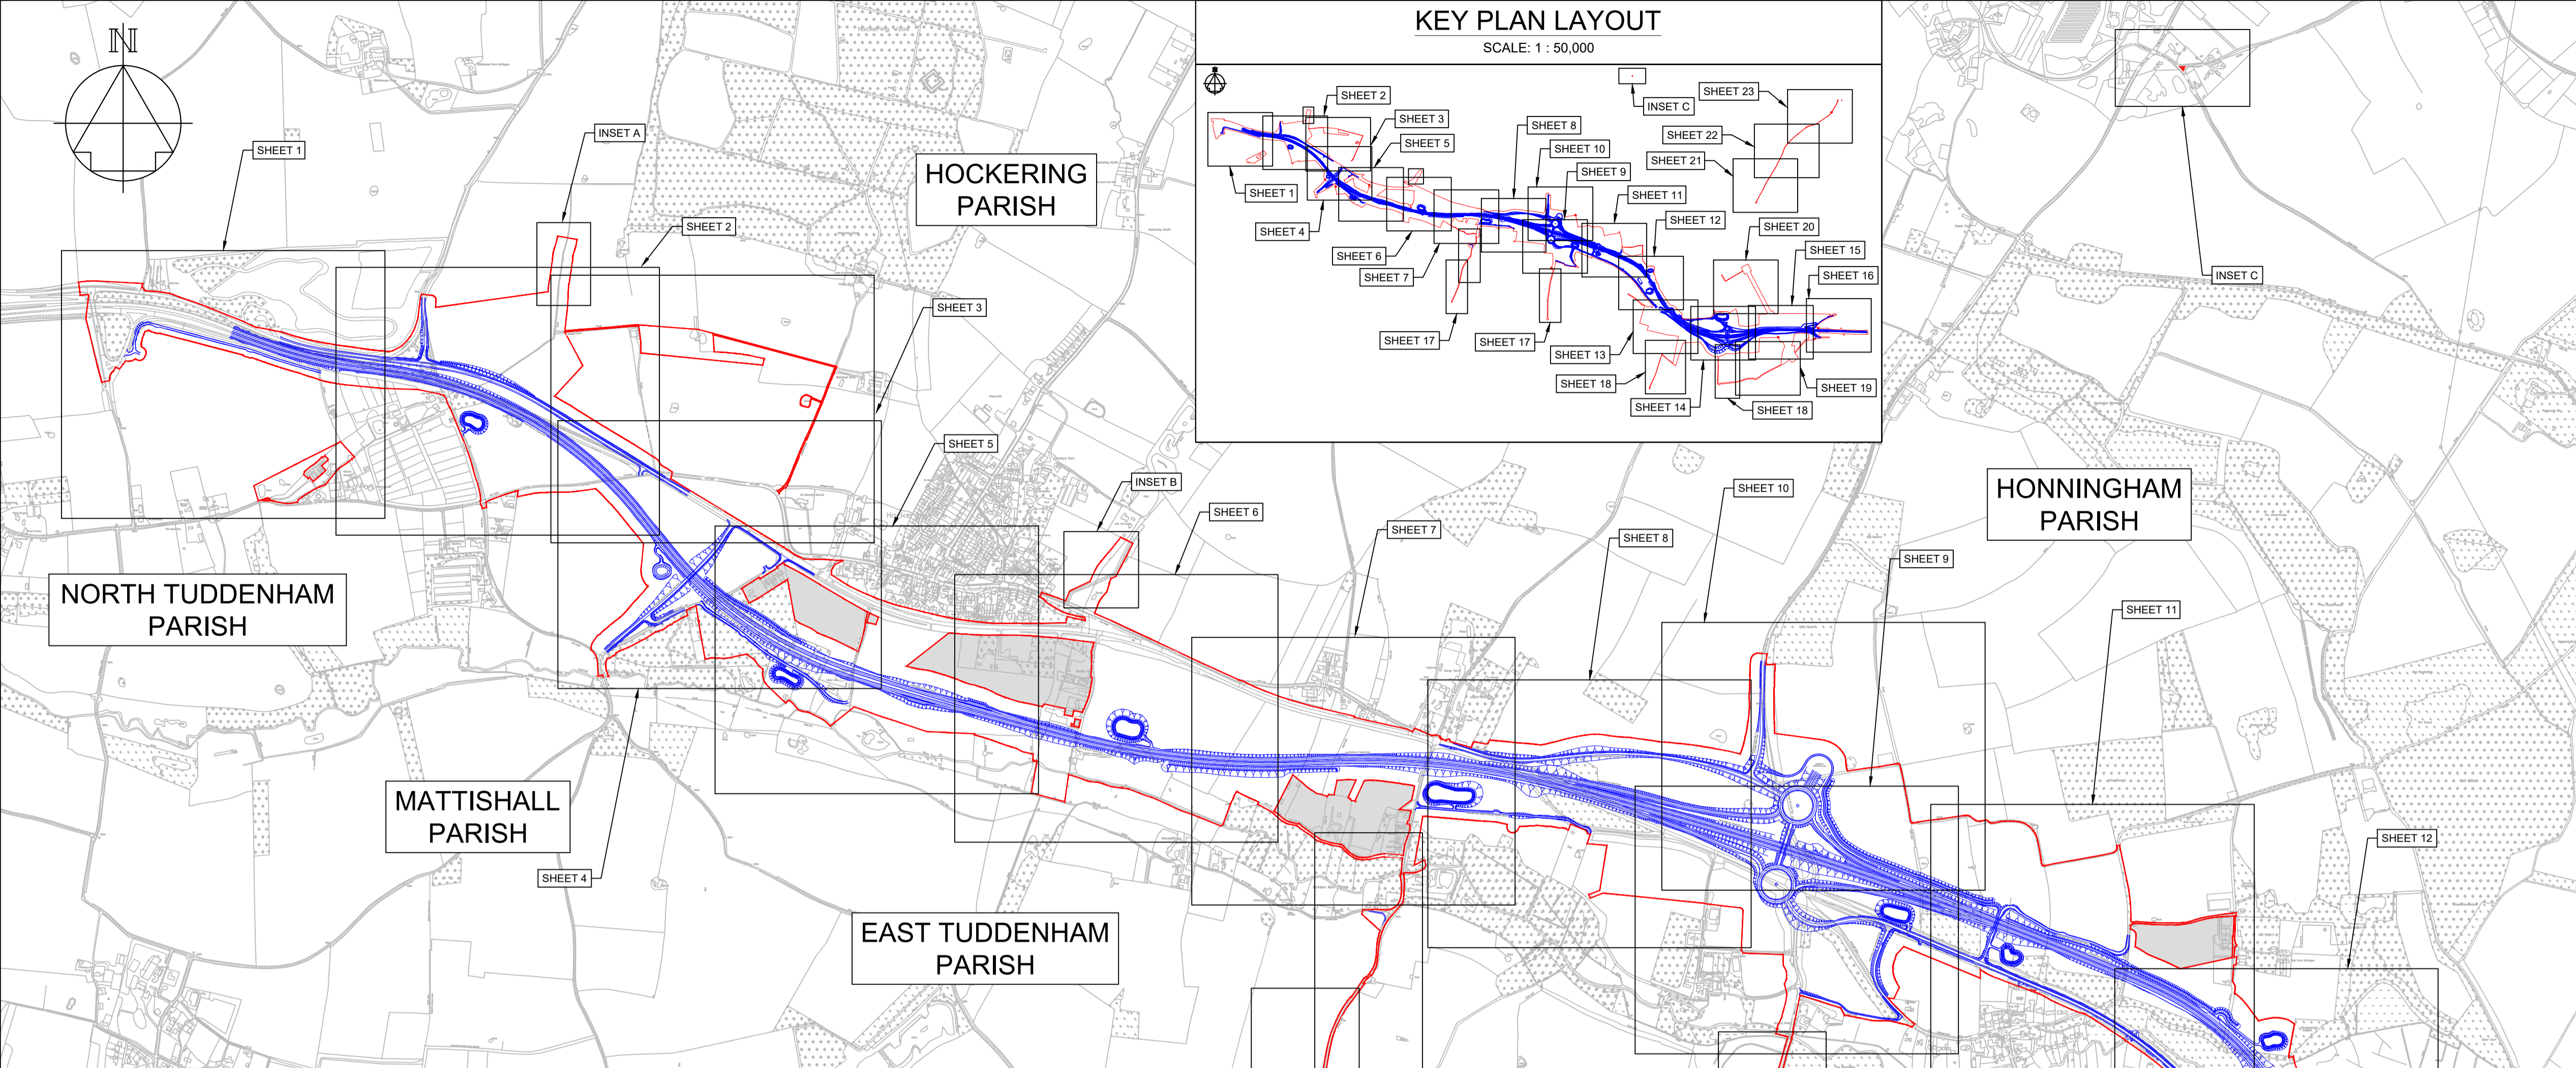 KEY PLAN LAYOUT
SCALE: 1 : 50,000
N
SHEET 1
INSET A
SHEET 2
HOCKERING
PARISH
SHEET 3
SHEET 5
INSET B
SHEET 6
SHEET 7
SHEET 8
SHEET 10
SHEET 9
HONNINGHAM
PARISH
SHEET 11
SHEET 12
INSET C
NORTH TUDDENHAM
PARISH
MATTISHALL
PARISH
SHEET 4
EAST TUDDENHAM
PARISH
SHEET 2
SHEET 3
SHEET 5
SHEET 1
SHEET 4
SHEET 6
SHEET 7
SHEET 17
SHEET 8
SHEET 10
SHEET 9
SHEET 11
SHEET 12
INSET C
SHEET 23
SHEET 22
SHEET 21
SHEET 20
SHEET 15
SHEET 16
SHEET 17
SHEET 13
SHEET 18
SHEET 14
SHEET 18
SHEET 19